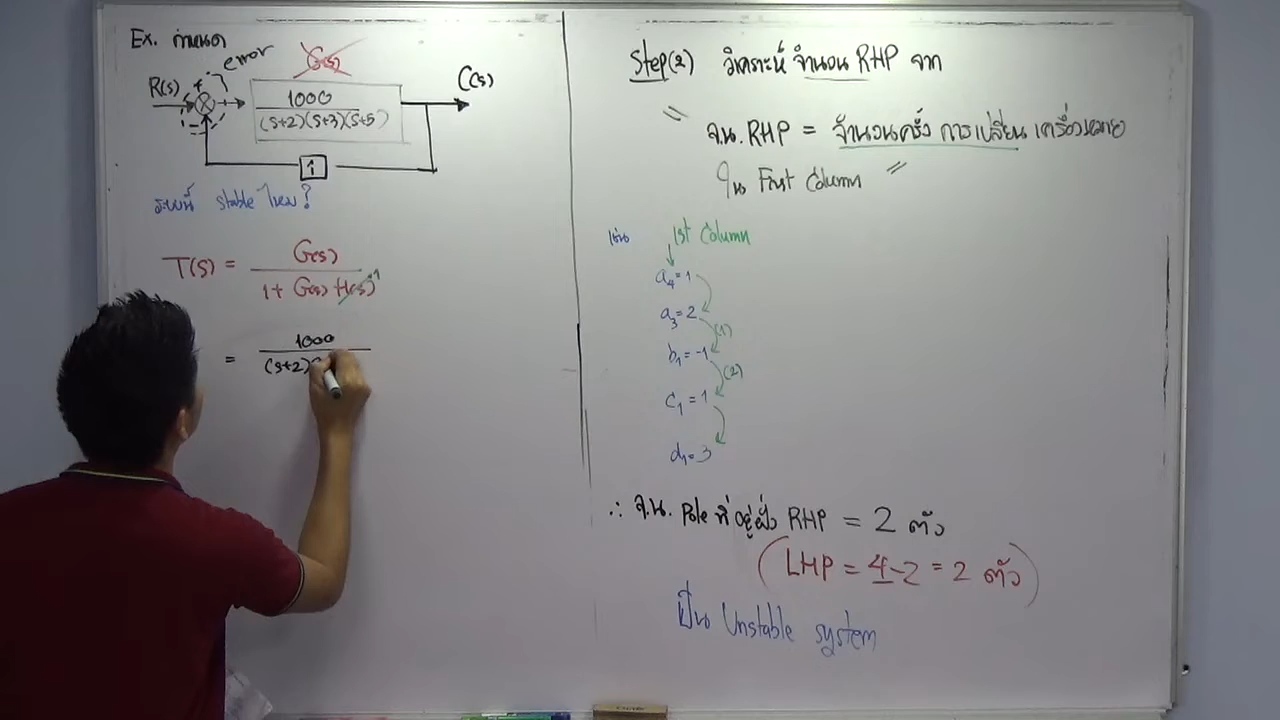 Ex. กำหนด
error
G(s)
R(s)
+
-
+
1000
(s+2)(s+3)(s+5)
C(s)
1
ระบบนี้ stable ไหม?
T(s) = G(s)
1 + G(s) H(s) 1
= 1000
(s+2)
Step(2) วิเคราะห์ จำนวน RHP จาก
" จ.น. RHP = จำนวนครั้ง การเปลี่ยน เครื่องหมาย
ใน First Column "
เช่น 1st Column
a₄=1
a₃=2
(1)
b₁=-1
(2)
c₁=1
d₁=3
∴ จ.น. Pole ที่อยู่ฝั่ง RHP = 2 ตัว
(LHP = 4-2 = 2 ตัว)
เป็น Unstable system